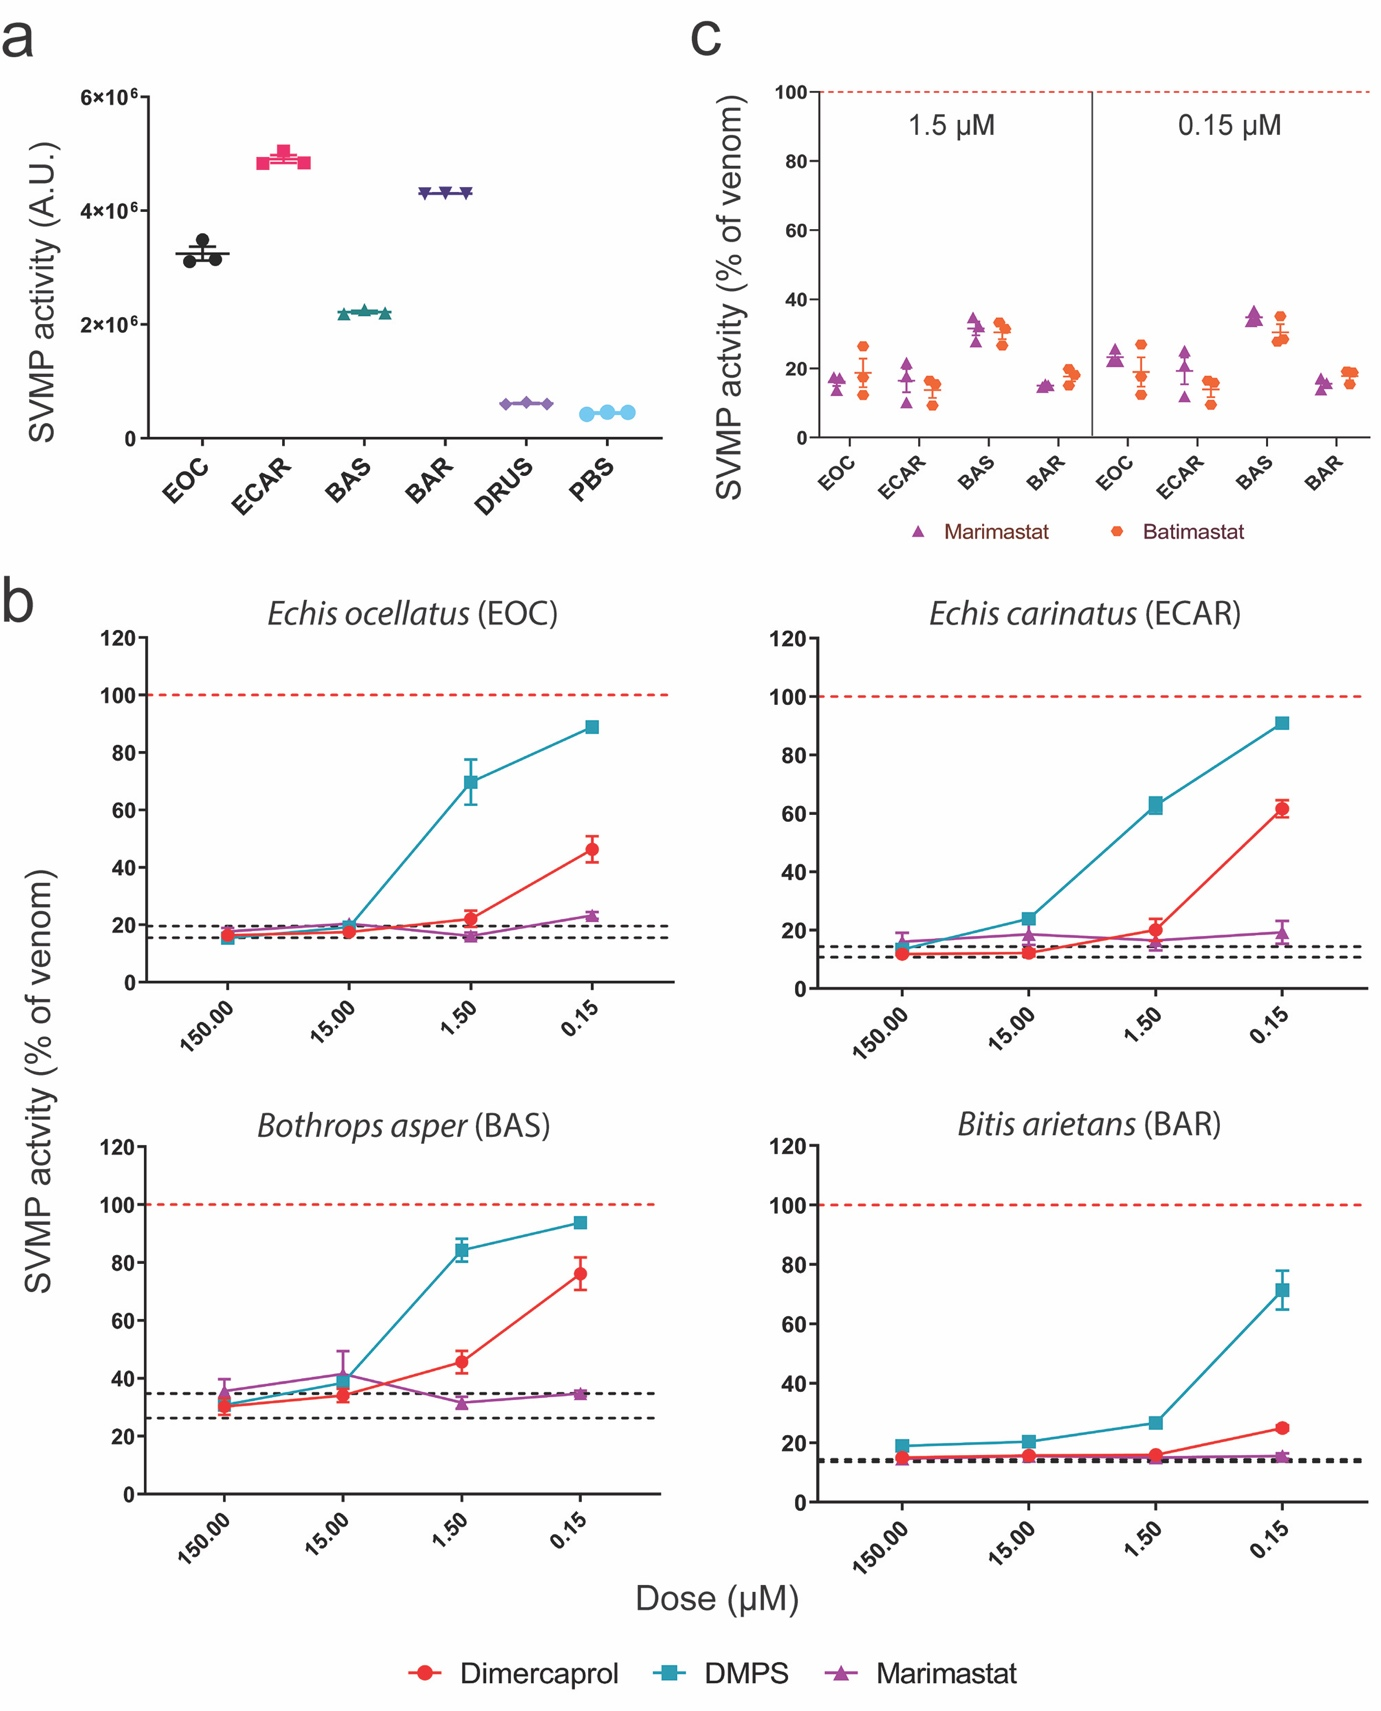 a
SVMP activity (A.U.)
6×10⁶
4×10⁶
2×10⁶
0
EOC
ECAR
BAS
BAR
DRUS
PBS
c
SVMP actvity (% of venom)
100
80
60
40
20
0
1.5 µM
0.15 µM
EOC
ECAR
BAS
BAR
EOC
ECAR
BAS
BAR
Marimastat
Batimastat
b
SVMP actvity (% of venom)
Echis ocellatus (EOC)
120
100
80
60
40
20
0
150.00
15.00
1.50
0.15
Echis carinatus (ECAR)
120
100
80
60
40
20
0
150.00
15.00
1.50
0.15
Bothrops asper (BAS)
120
100
80
60
40
20
0
150.00
15.00
1.50
0.15
Bitis arietans (BAR)
120
100
80
60
40
20
0
150.00
15.00
1.50
0.15
Dose (µM)
Dimercaprol
DMPS
Marimastat